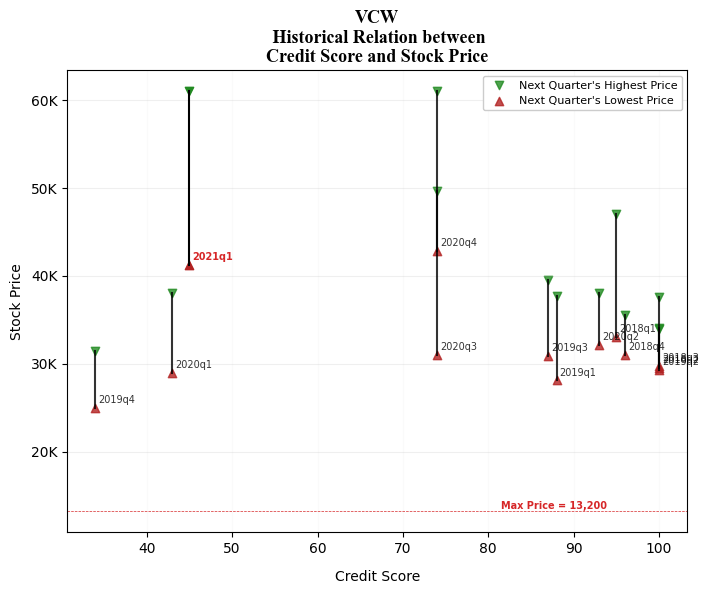 VCW
Historical Relation between
Credit Score and Stock Price
Next Quarter's Highest Price
Next Quarter's Lowest Price
60K
50K
40K
30K
20K
Stock Price
2021q1
2020q4
2020q3
2020q2
2018q1
2018q4
2019q3
2019q1
2020q1
2019q4
2018q3
2019q2
Max Price = 13,200
40
50
60
70
80
90
100
Credit Score